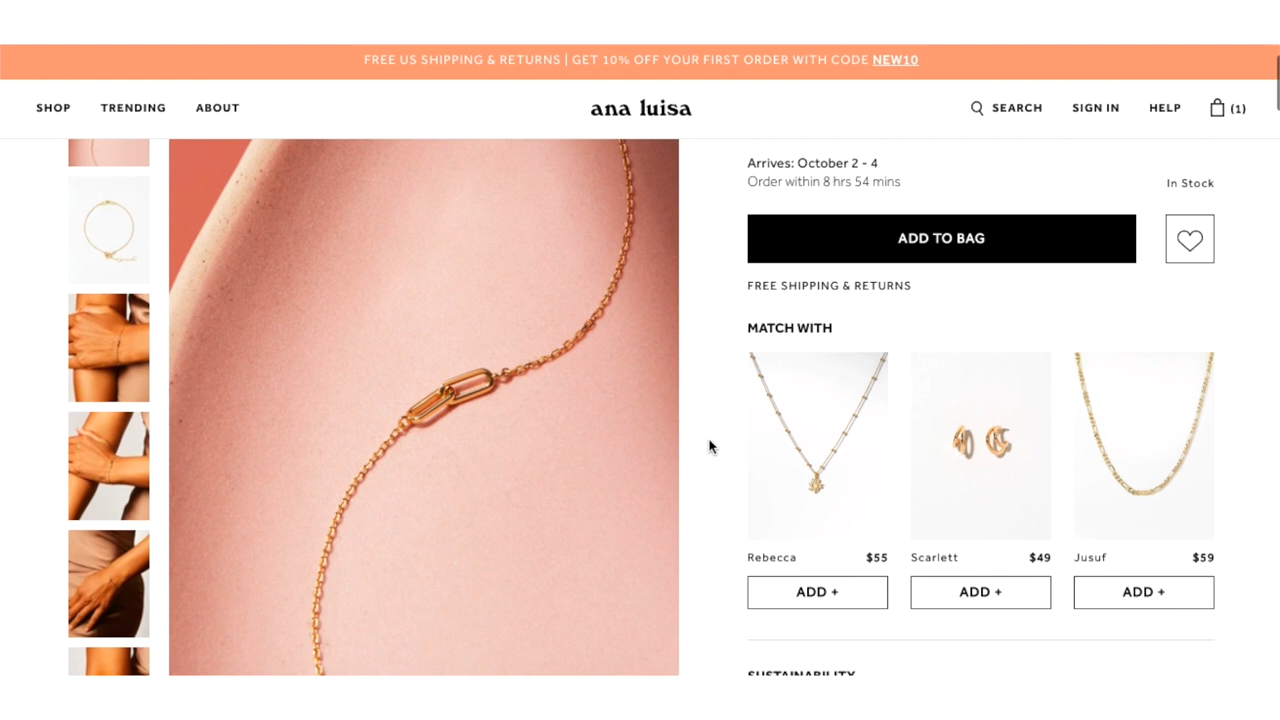 FREE US SHIPPING & RETURNS | GET 10% OFF YOUR FIRST ORDER WITH CODE NEW10
SHOP TRENDING ABOUT ana luisa SEARCH SIGN IN HELP (1)
Arrives: October 2 - 4
Order within 8 hrs 54 mins
In Stock
ADD TO BAG
FREE SHIPPING & RETURNS
MATCH WITH
Rebecca $55 Scarlett $49 Jusuf $59
ADD + ADD + ADD +
SUSTAINABILITY